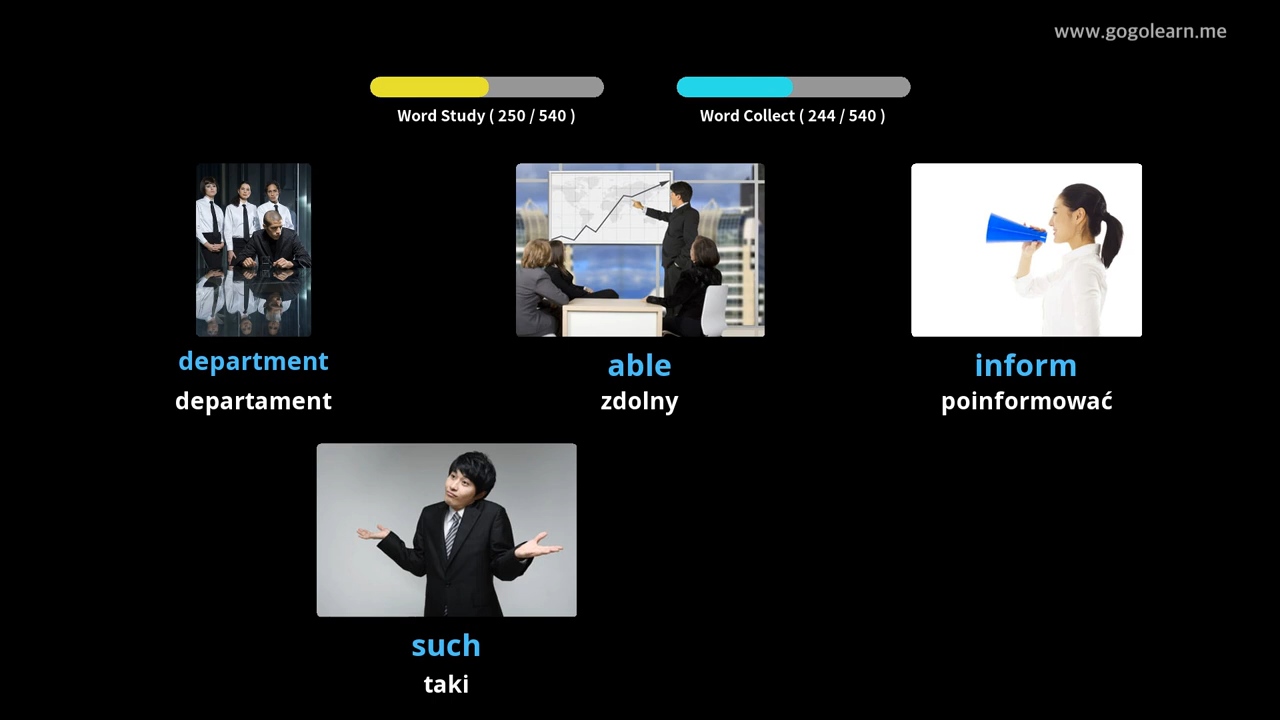 www.gogolearn.me
Word Study ( 250 / 540 )
Word Collect ( 244 / 540 )
department
departament
able
zdolny
inform
poinformować
such
taki